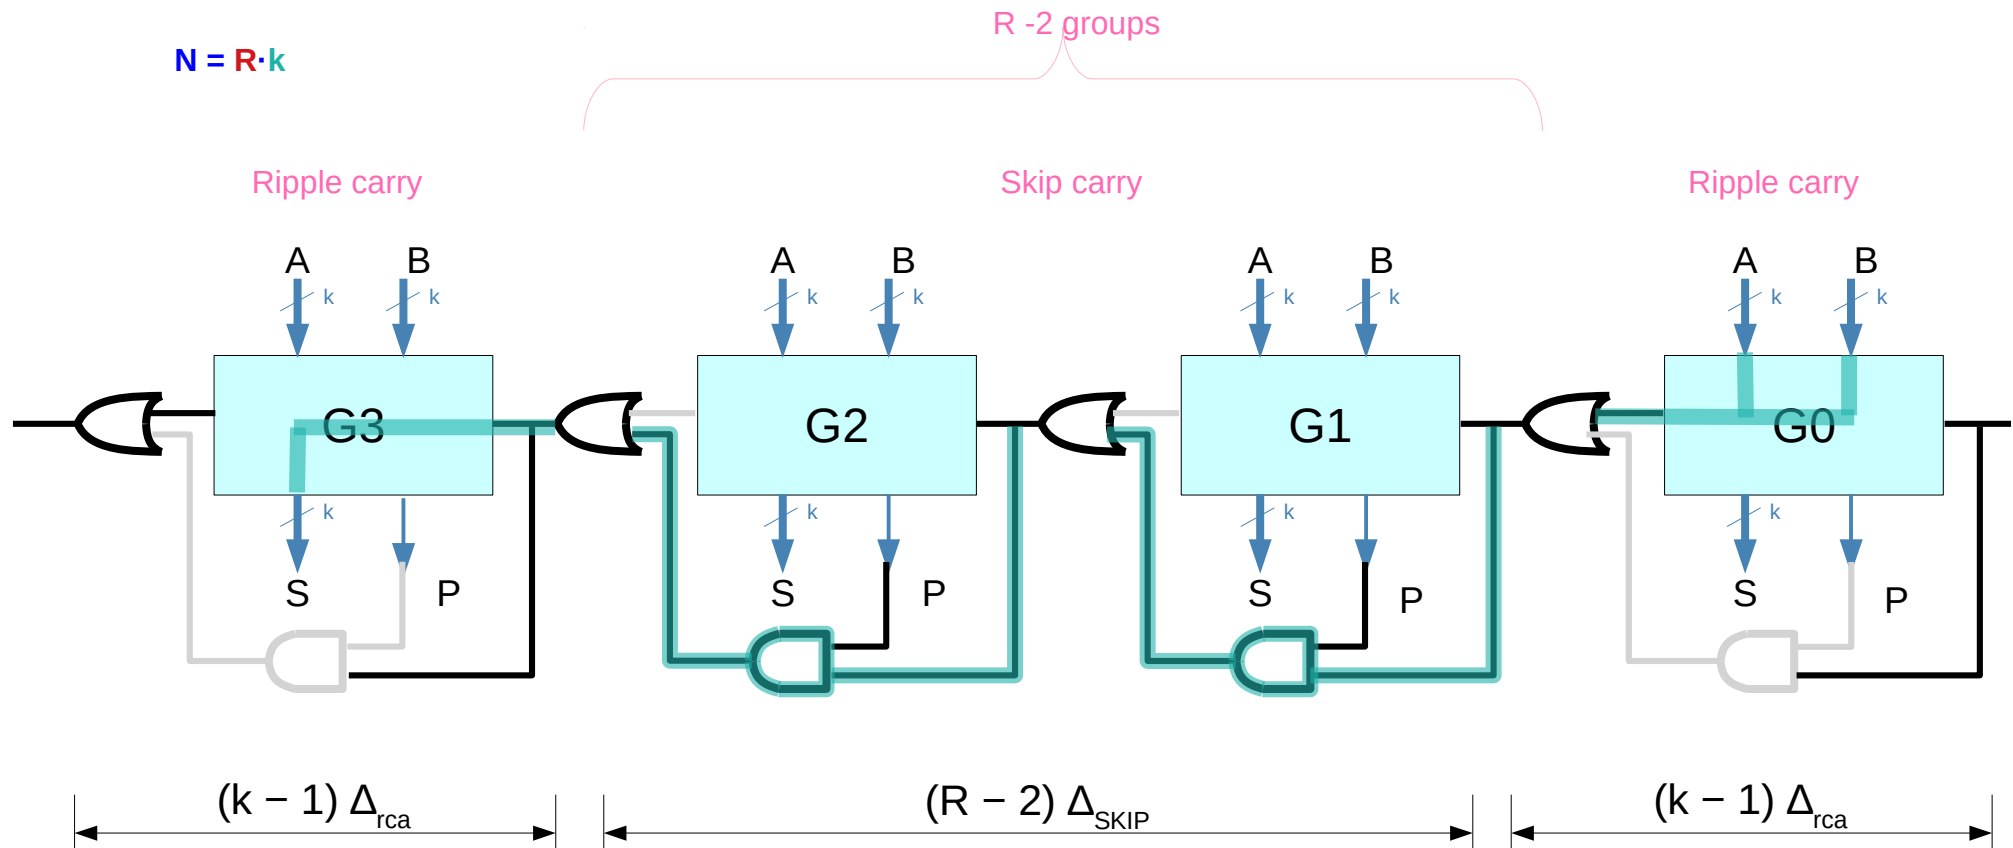 R -2 groups
N = R·k
Ripple carry
Skip carry
Ripple carry
A B A B A B A B
k k k k k k k k
G3 G2 G1 G0
k k k k
S P S P S P S P
(k − 1) Δrca
(R − 2) ΔSKIP
(k − 1) Δrca